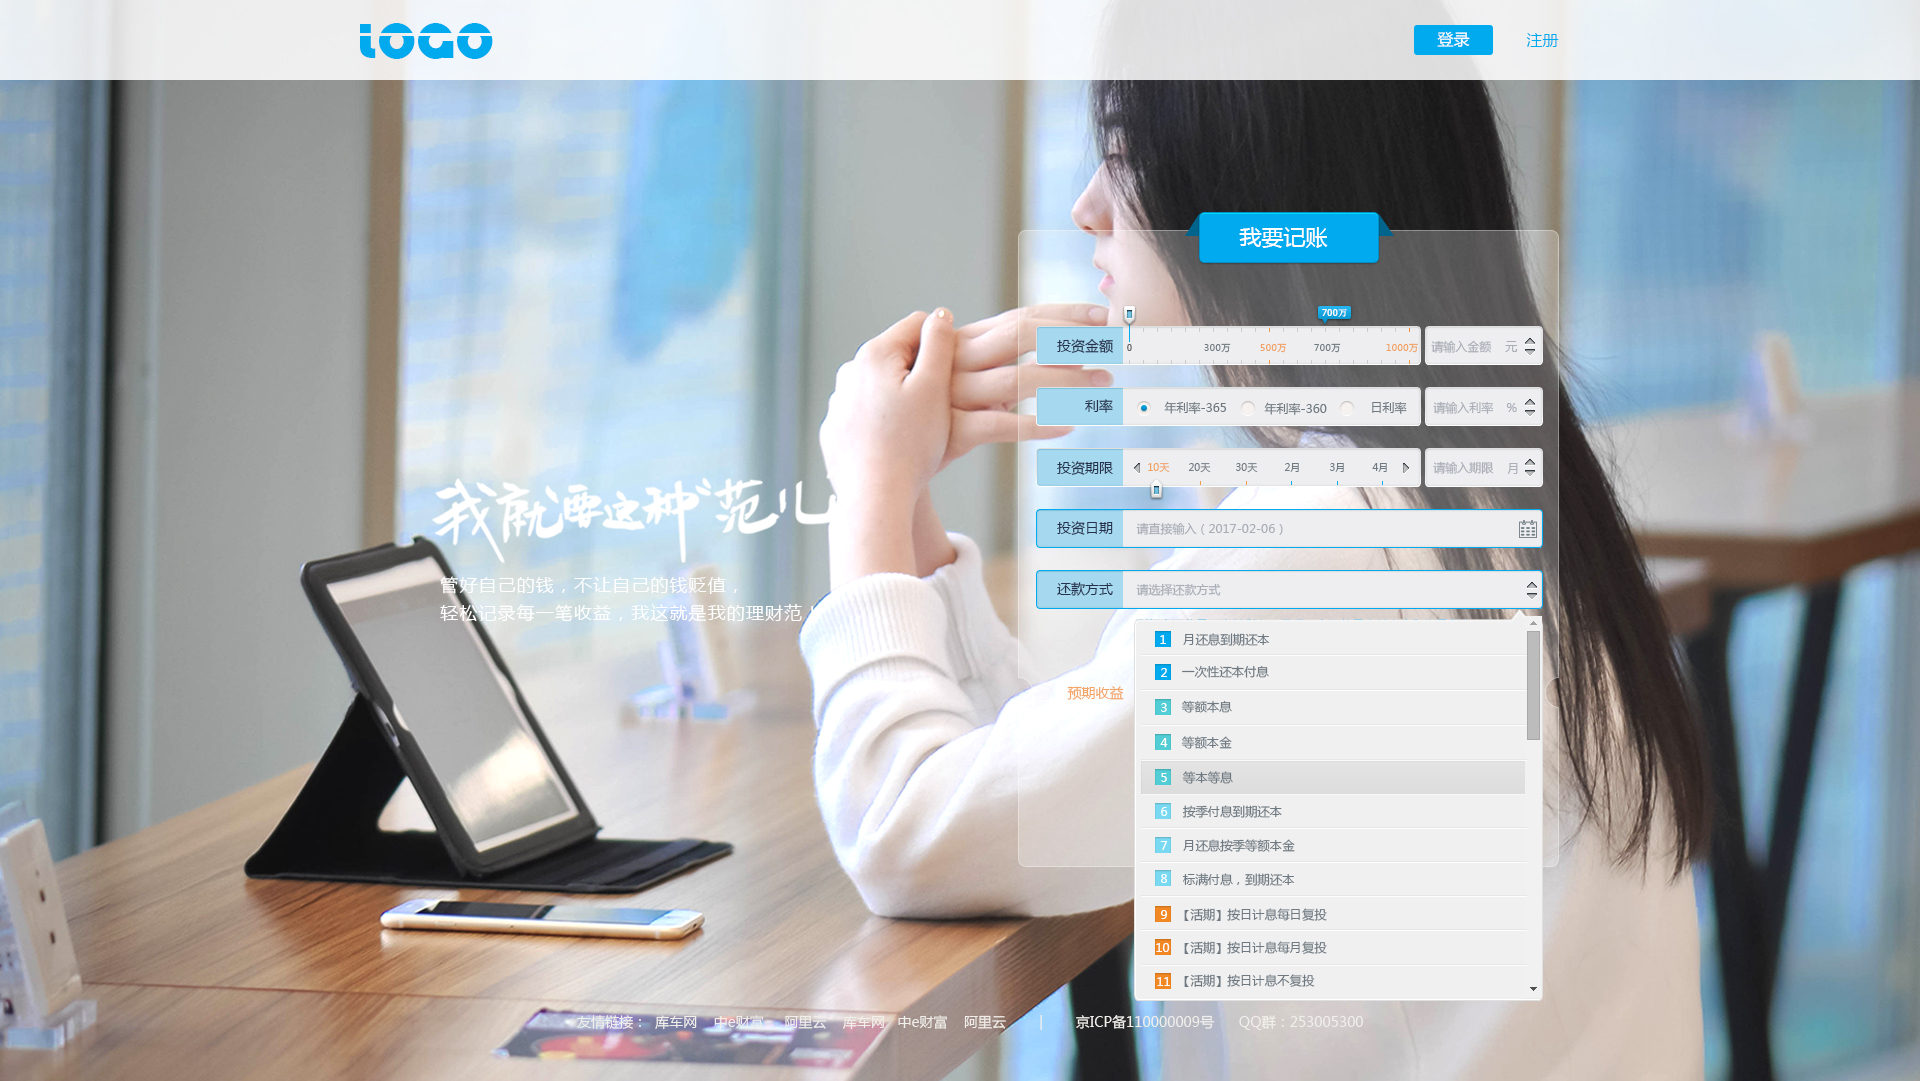 LOGO
登录 注册
我要记账
700万
投资金额 0 300万 500万 700万 1000万 请输入金额 元
利率 年利率-365 年利率-360 日利率 请输入利率 %
投资期限 10天 20天 30天 2月 3月 4月 请输入期限 月
我就要这种“范儿”
投资日期 请直接输入（2017-02-06）
管好自己的钱，不让自己的钱贬值，
轻松记录每一笔收益，我这就是我的理财范！
还款方式 请选择还款方式
1 月还息到期还本
2 一次性还本付息
预期收益
3 等额本息
4 等额本金
5 等本等息
6 按季付息到期还本
7 月还息按季等额本金
8 标满付息，到期还本
9 【活期】按日计息每日复投
10 【活期】按日计息每月复投
11 【活期】按日计息不复投
友情链接： 库车网 中e财富 阿里云 库车网 中e财富 阿里云 | 京ICP备110000009号 QQ群：253005300